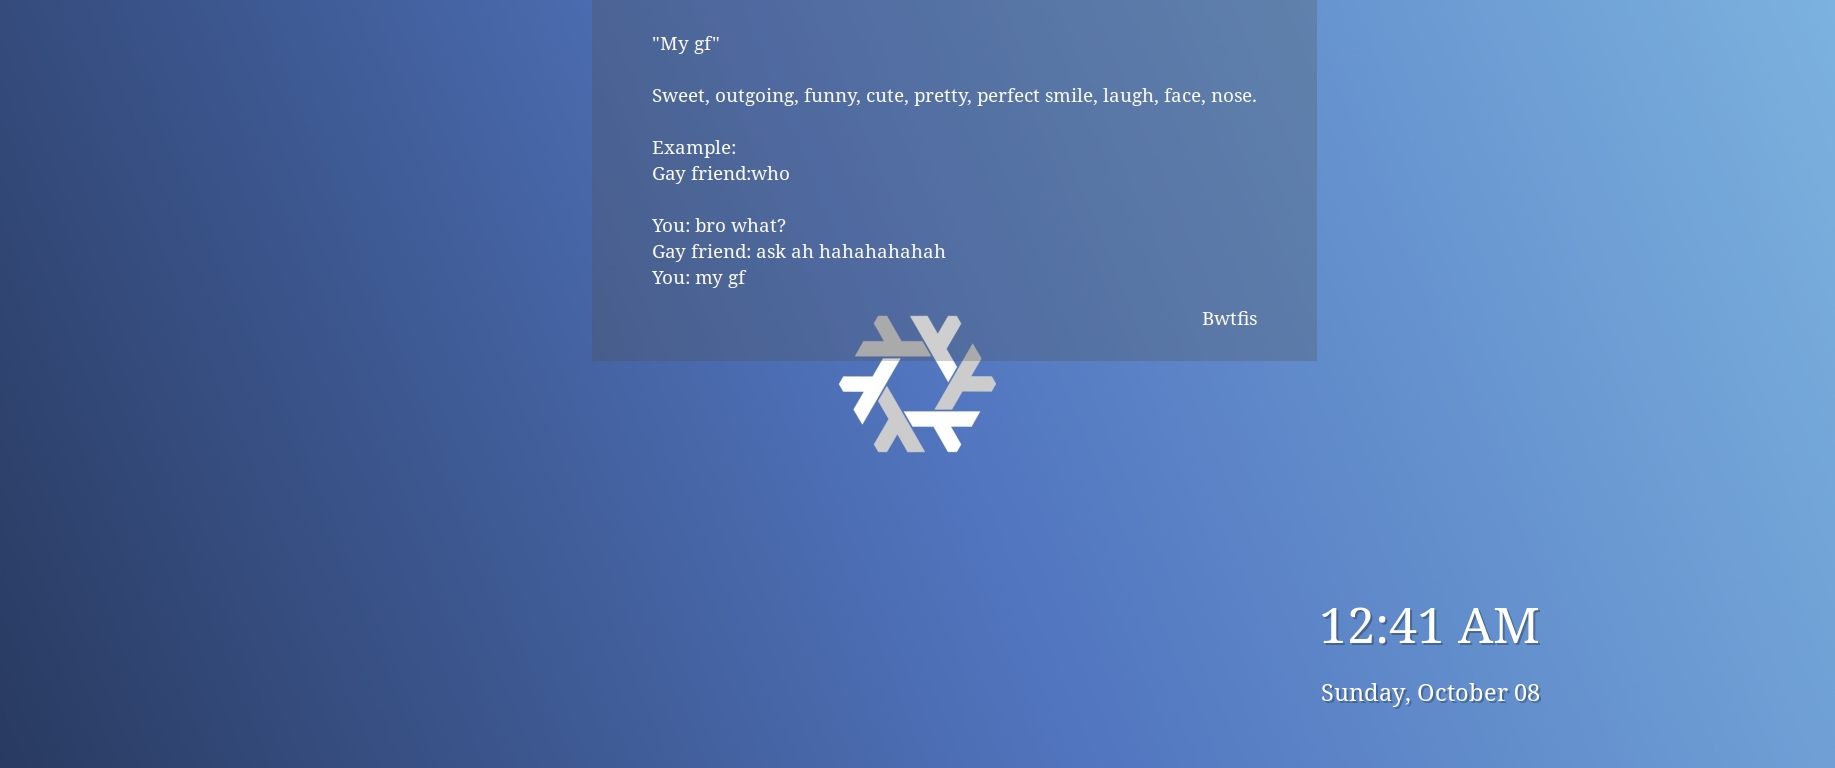 "My gf"
Sweet, outgoing, funny, cute, pretty, perfect smile, laugh, face, nose.
Example:
Gay friend:who
You: bro what?
Gay friend: ask ah hahahahahah
You: my gf
Bwtfis
12:41 AM
Sunday, October 08